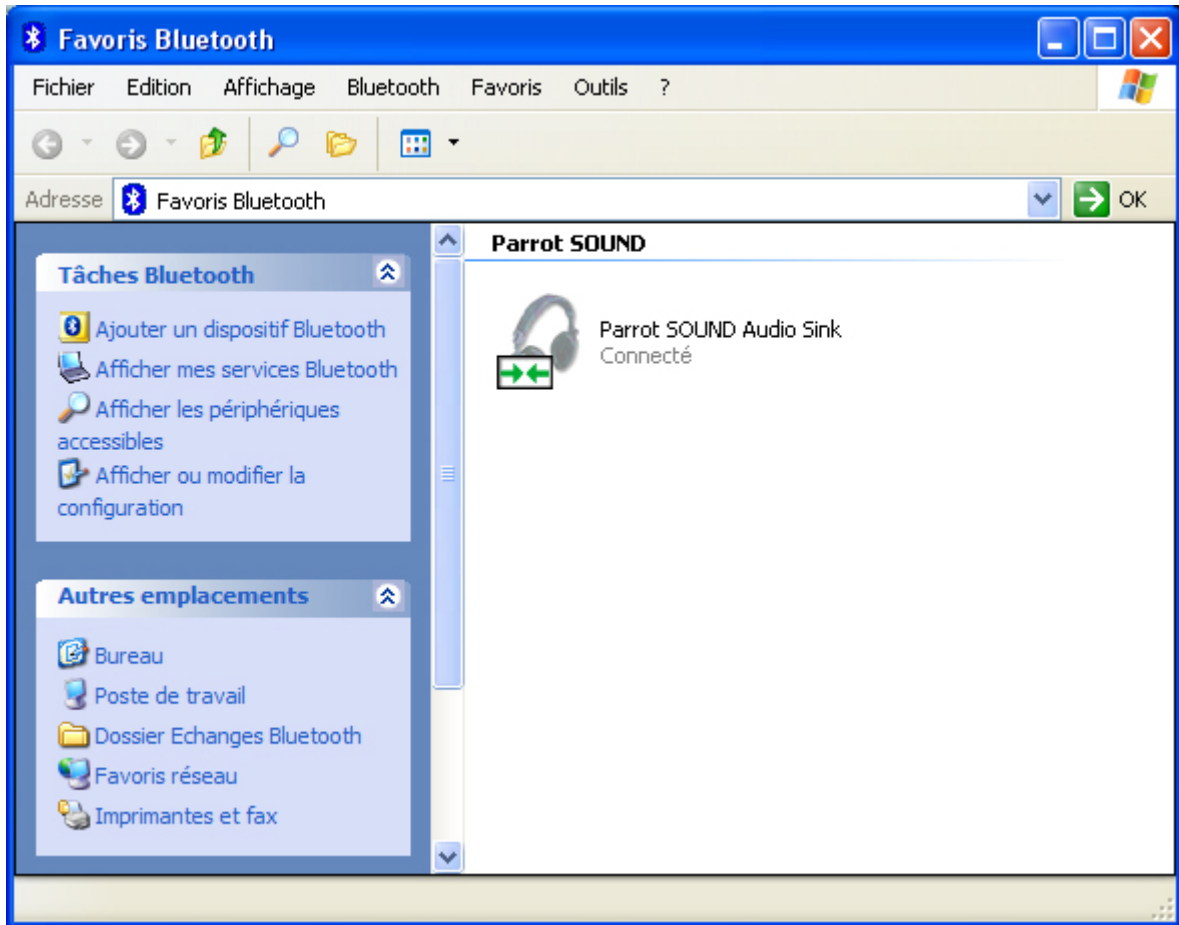 Favoris Bluetooth
Fichier Edition Affichage Bluetooth Favoris Outils ?
Adresse Favoris Bluetooth OK
Tâches Bluetooth
Ajouter un dispositif Bluetooth
Afficher mes services Bluetooth
Afficher les périphériques
accessibles
Afficher ou modifier la
configuration
Autres emplacements
Bureau
Poste de travail
Dossier Echanges Bluetooth
Favoris réseau
Imprimantes et fax
Parrot SOUND
Parrot SOUND Audio Sink
Connecté